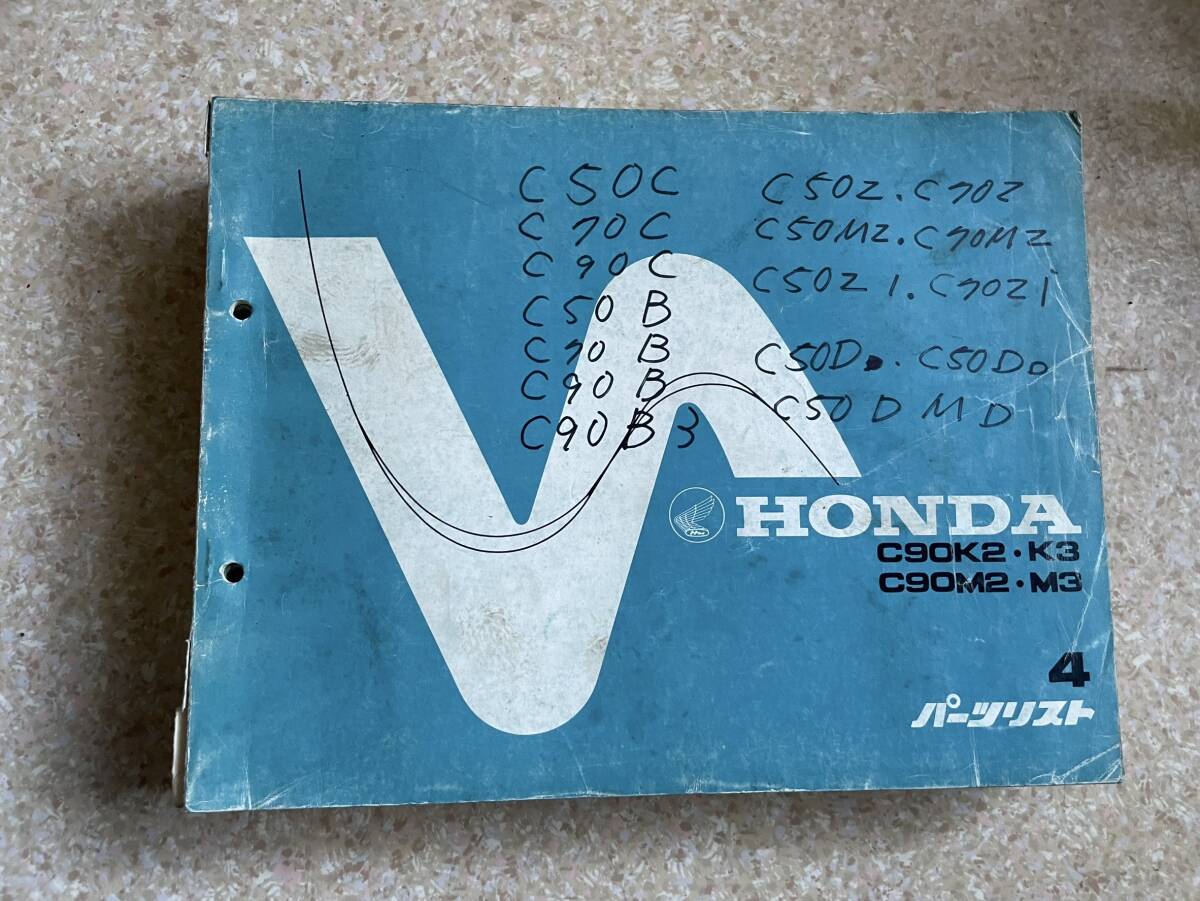 C50C
C70C
C90C
C50B
C70B
C90B
C90B3
C50Z.C70Z
C50MZ.C70MZ
C50Z1.C70Z1
C50D.C50DD
C50DMD
HONDA
C90K2・K3
C90M2・M3
4
パーツリスト